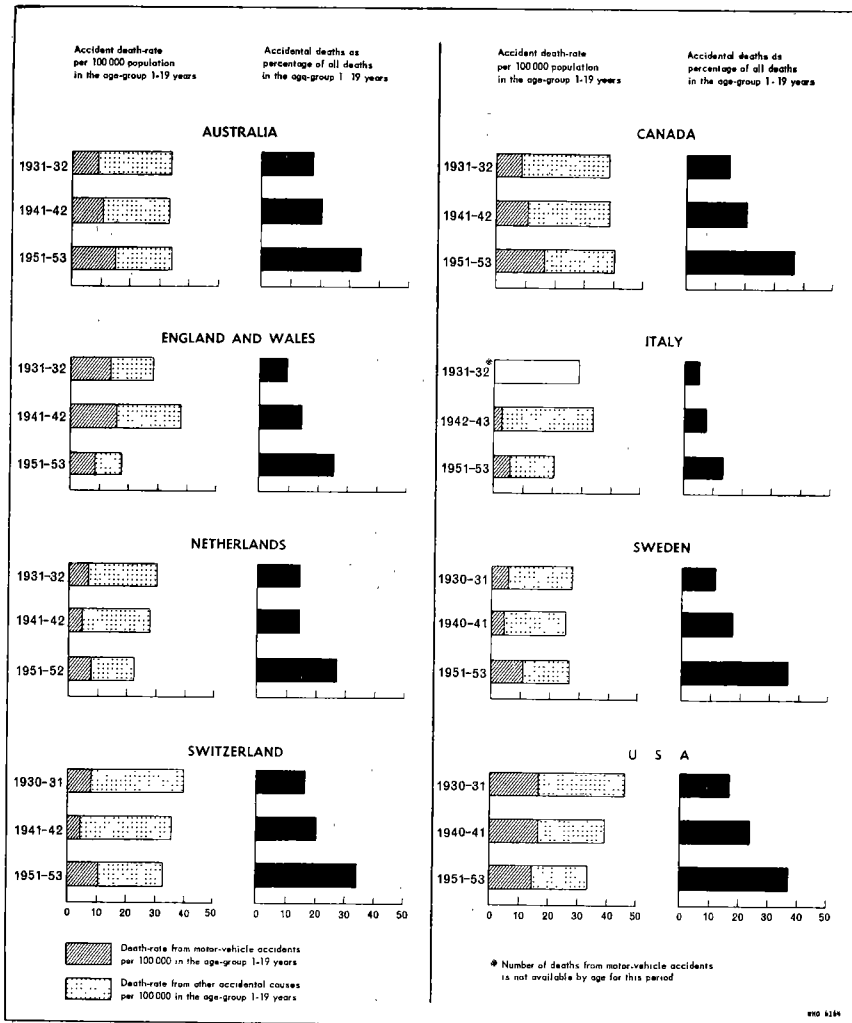 Accident death-rate
per 100 000 population
in the age-group 1-19 years
Accidental deaths as
percentage of all deaths
in the age-group 1 19 years
AUSTRALIA
1931-32
1941-42
1951-53
ENGLAND AND WALES
1931-32
1941-42
1951-53
NETHERLANDS
1931-32
1941-42
1951-52
SWITZERLAND
1930-31
1941-42
1951-53
0 10 20 30 40 50
0 10 20 30 40 50
Death-rate from motor-vehicle accidents
per 100 000 in the age-group 1-19 years
Death-rate from other accidental causes
per 100 000 in the age-group 1-19 years
Accident death-rate
per 100 000 population
in the age-group 1-19 years
Accidental deaths as
percentage of all deaths
in the age-group 1-19 years
CANADA
1931-32
1941-42
1951-53
ITALY
1931-32*
1942-43
1951-53
SWEDEN
1930-31
1940-41
1951-53
U S A
1930-31
1940-41
1951-53
0 10 20 30 40 50
0 10 20 30 40 50
* Number of deaths from motor-vehicle accidents
is not available by age for this period
WHO 6164